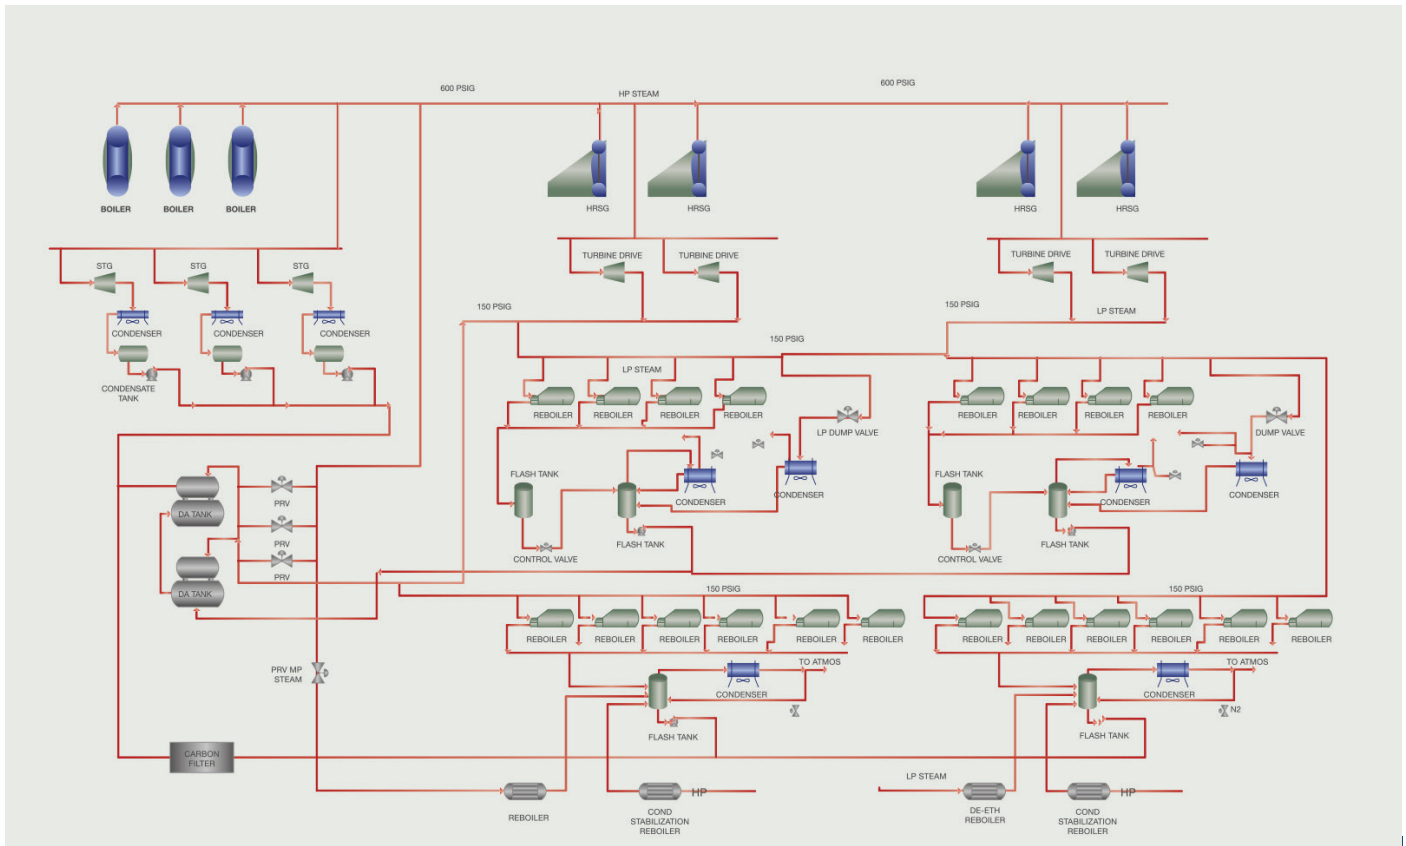 600 PSIG
HP STEAM
600 PSIG
BOILER
BOILER
BOILER
HRSG
HRSG
HRSG
HRSG
STG
STG
STG
TURBINE DRIVE
TURBINE DRIVE
TURBINE DRIVE
TURBINE DRIVE
150 PSIG
150 PSIG
LP STEAM
CONDENSER
CONDENSER
CONDENSER
150 PSIG
CONDENSATE
TANK
LP STEAM
REBOILER
REBOILER
REBOILER
REBOILER
LP DUMP VALVE
REBOILER
REBOILER
REBOILER
REBOILER
DUMP VALVE
FLASH TANK
CONDENSER
CONDENSER
FLASH TANK
CONDENSER
CONDENSER
DA TANK
PRV
PRV
PRV
DA TANK
CONTROL VALVE
FLASH TANK
CONTROL VALVE
FLASH TANK
150 PSIG
150 PSIG
REBOILER
REBOILER
REBOILER
REBOILER
REBOILER
REBOILER
REBOILER
REBOILER
REBOILER
REBOILER
REBOILER
REBOILER
PRV MP
STEAM
TO ATMOS
CONDENSER
TO ATMOS
CONDENSER
N2
FLASH TANK
FLASH TANK
CARBON
FILTER
LP STEAM
HP
HP
REBOILER
COND
STABILIZATION
REBOILER
DE-ETH
REBOILER
COND
STABILIZATION
REBOILER